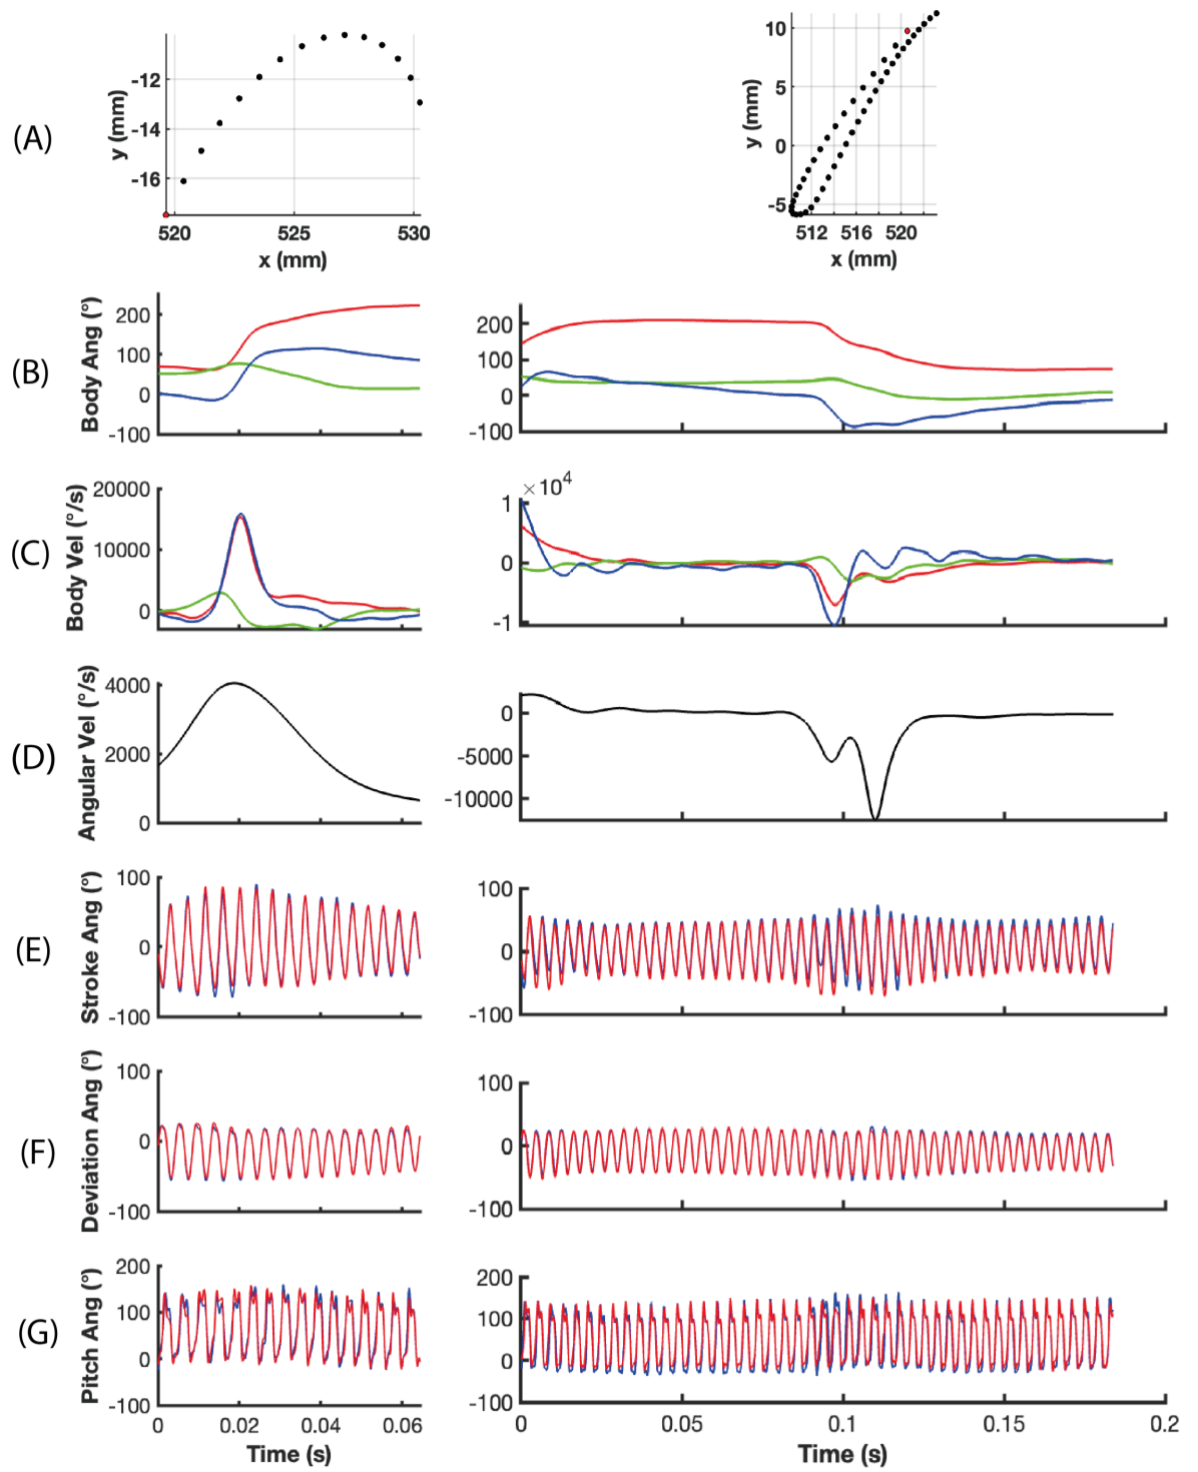 (A)
y (mm)
-12
-14
-16
520 525 530
x (mm)
y (mm)
10
5
0
-5
512 516 520
x (mm)
(B)
Body Ang (°)
200
100
0
-100
200
100
0
-100
(C)
Body Vel (°/s)
20000
10000
0
1 ×10⁴
0
-1
(D)
Angular Vel (°/s)
4000
2000
0
0
-5000
-10000
(E)
Stroke Ang (°)
100
0
-100
100
0
-100
(F)
Deviation Ang (°)
100
0
-100
100
0
-100
(G)
Pitch Ang (°)
200
100
0
-100
200
100
0
-100
0 0.02 0.04 0.06
Time (s)
0 0.05 0.1 0.15 0.2
Time (s)